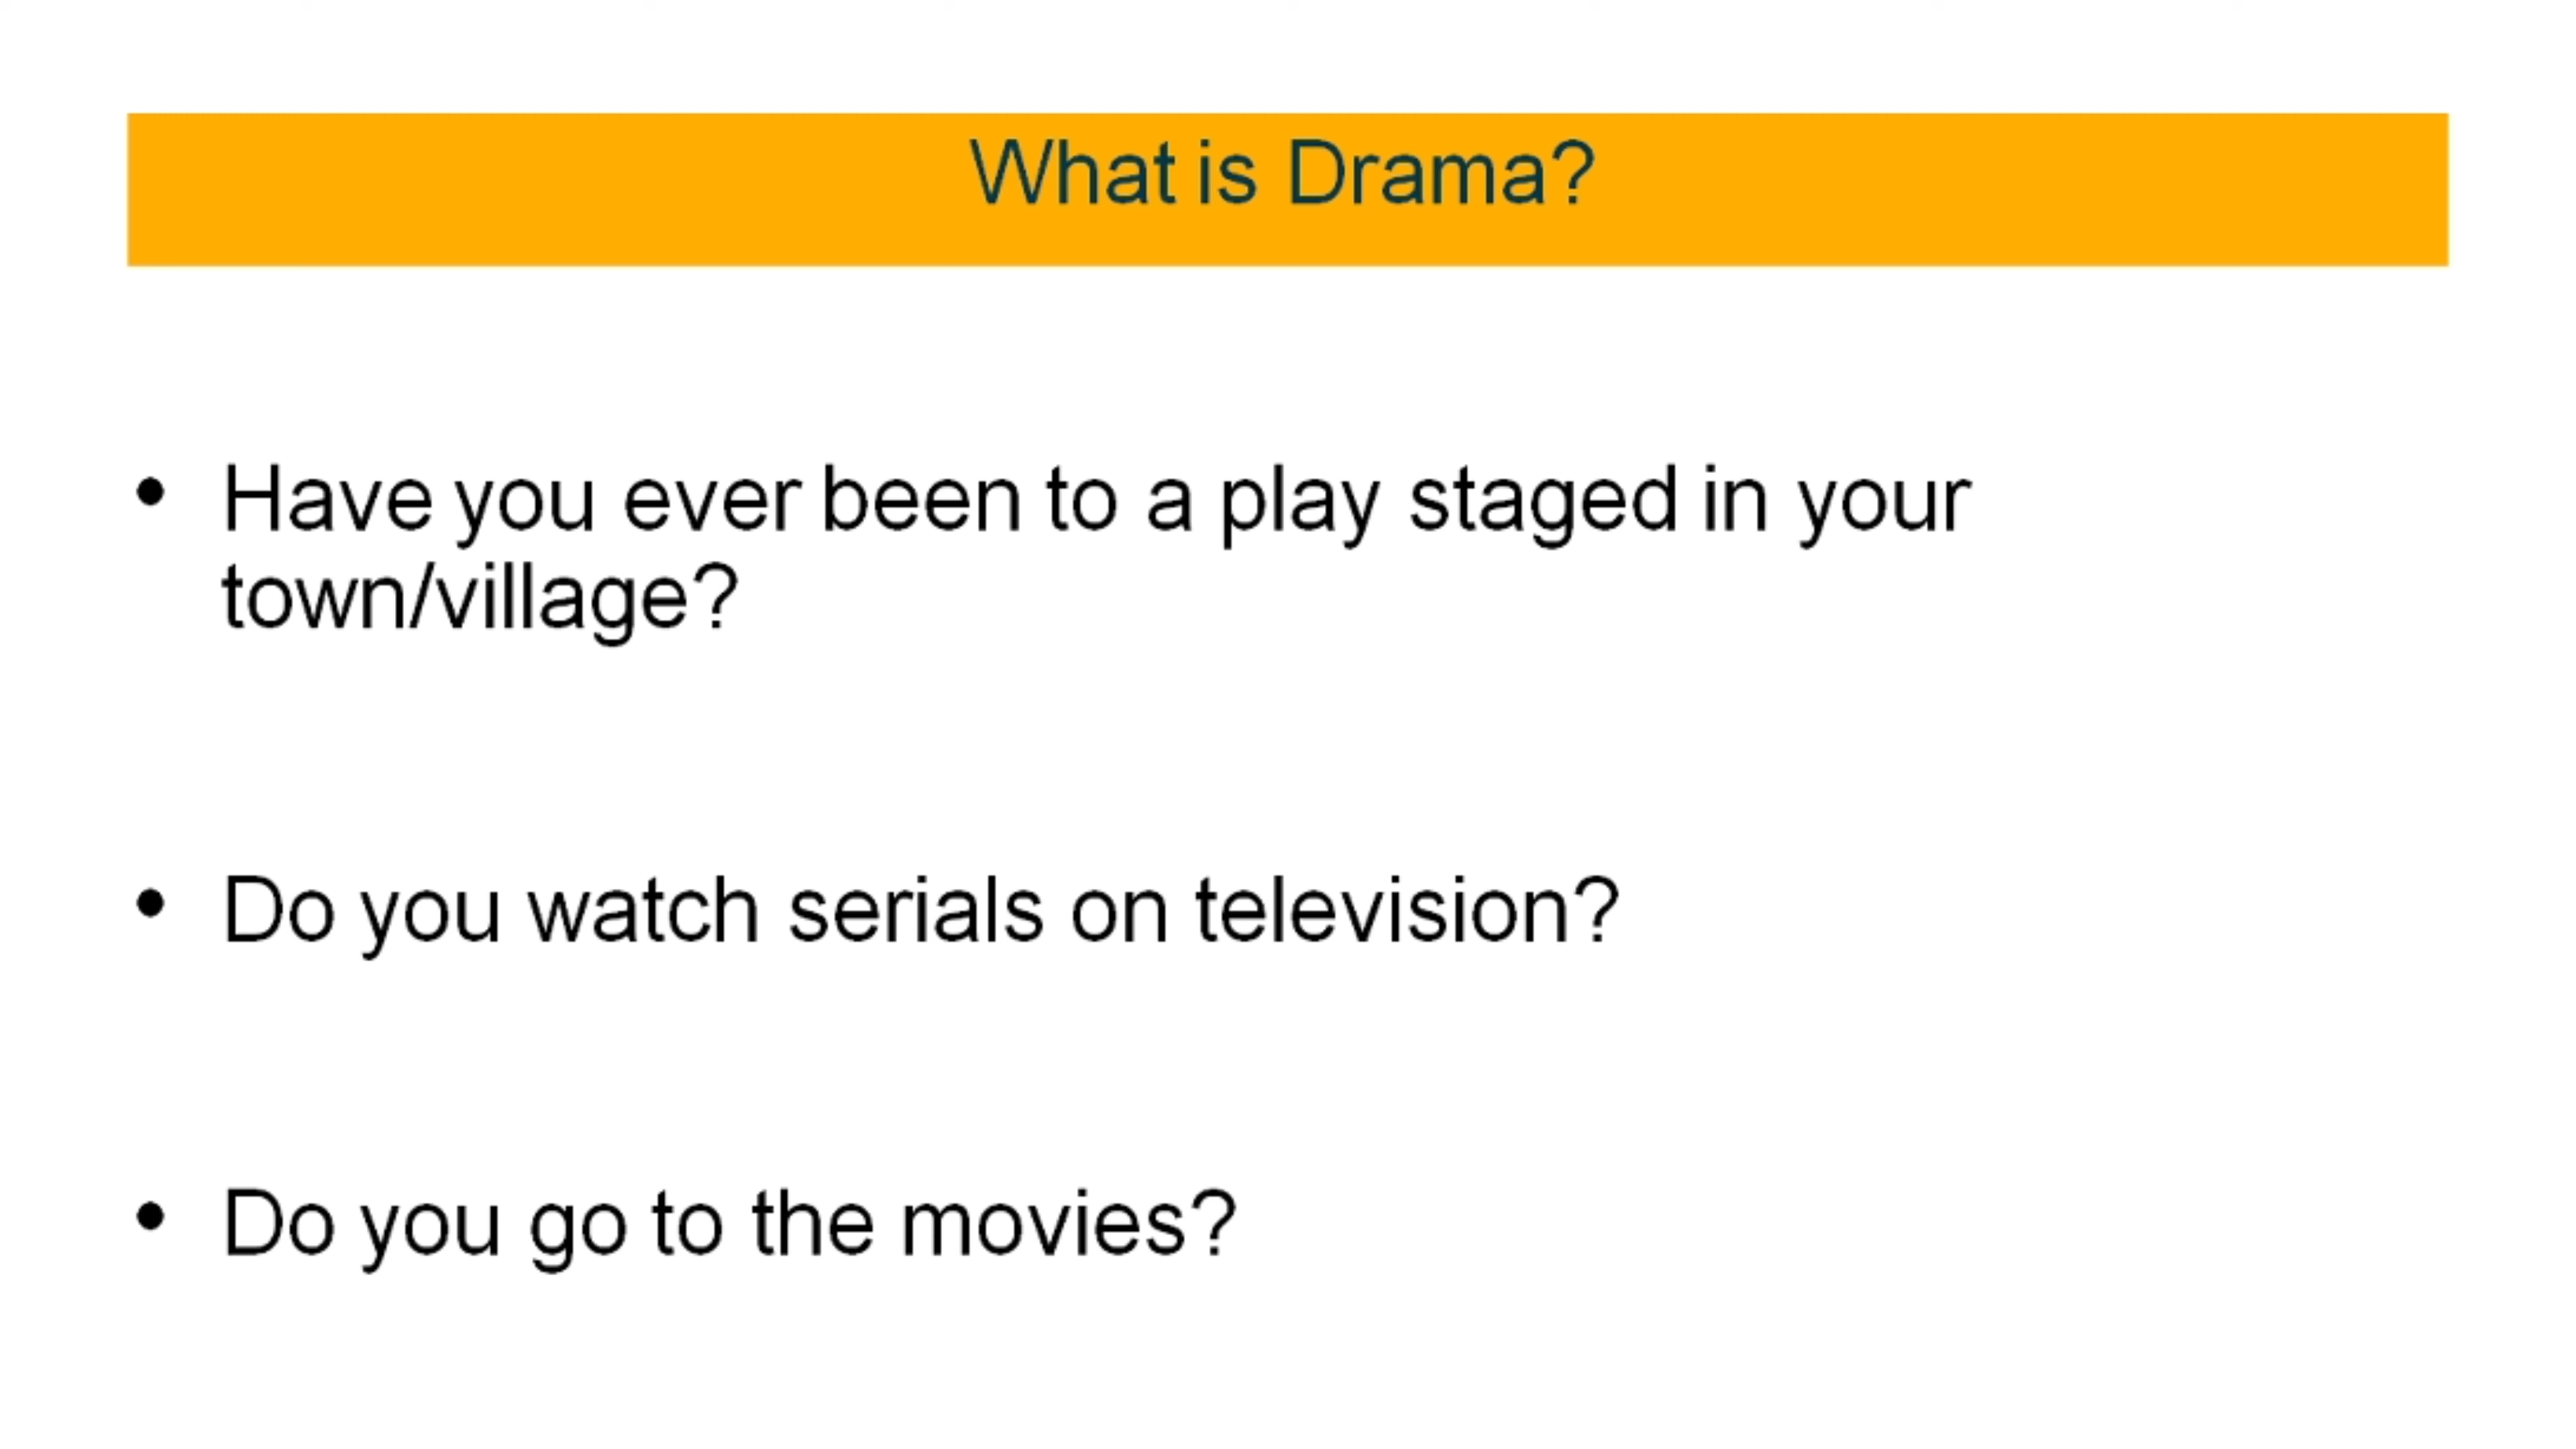 What is Drama?
• Have you ever been to a play staged in your
town/village?
• Do you watch serials on television?
• Do you go to the movies?